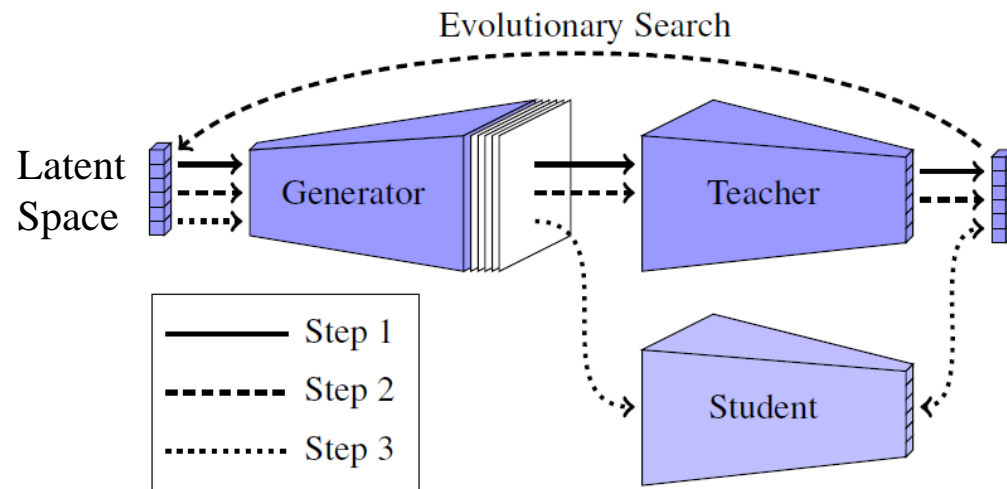 Evolutionary Search
Latent
Space
Generator
Teacher
Student
Step 1
Step 2
Step 3